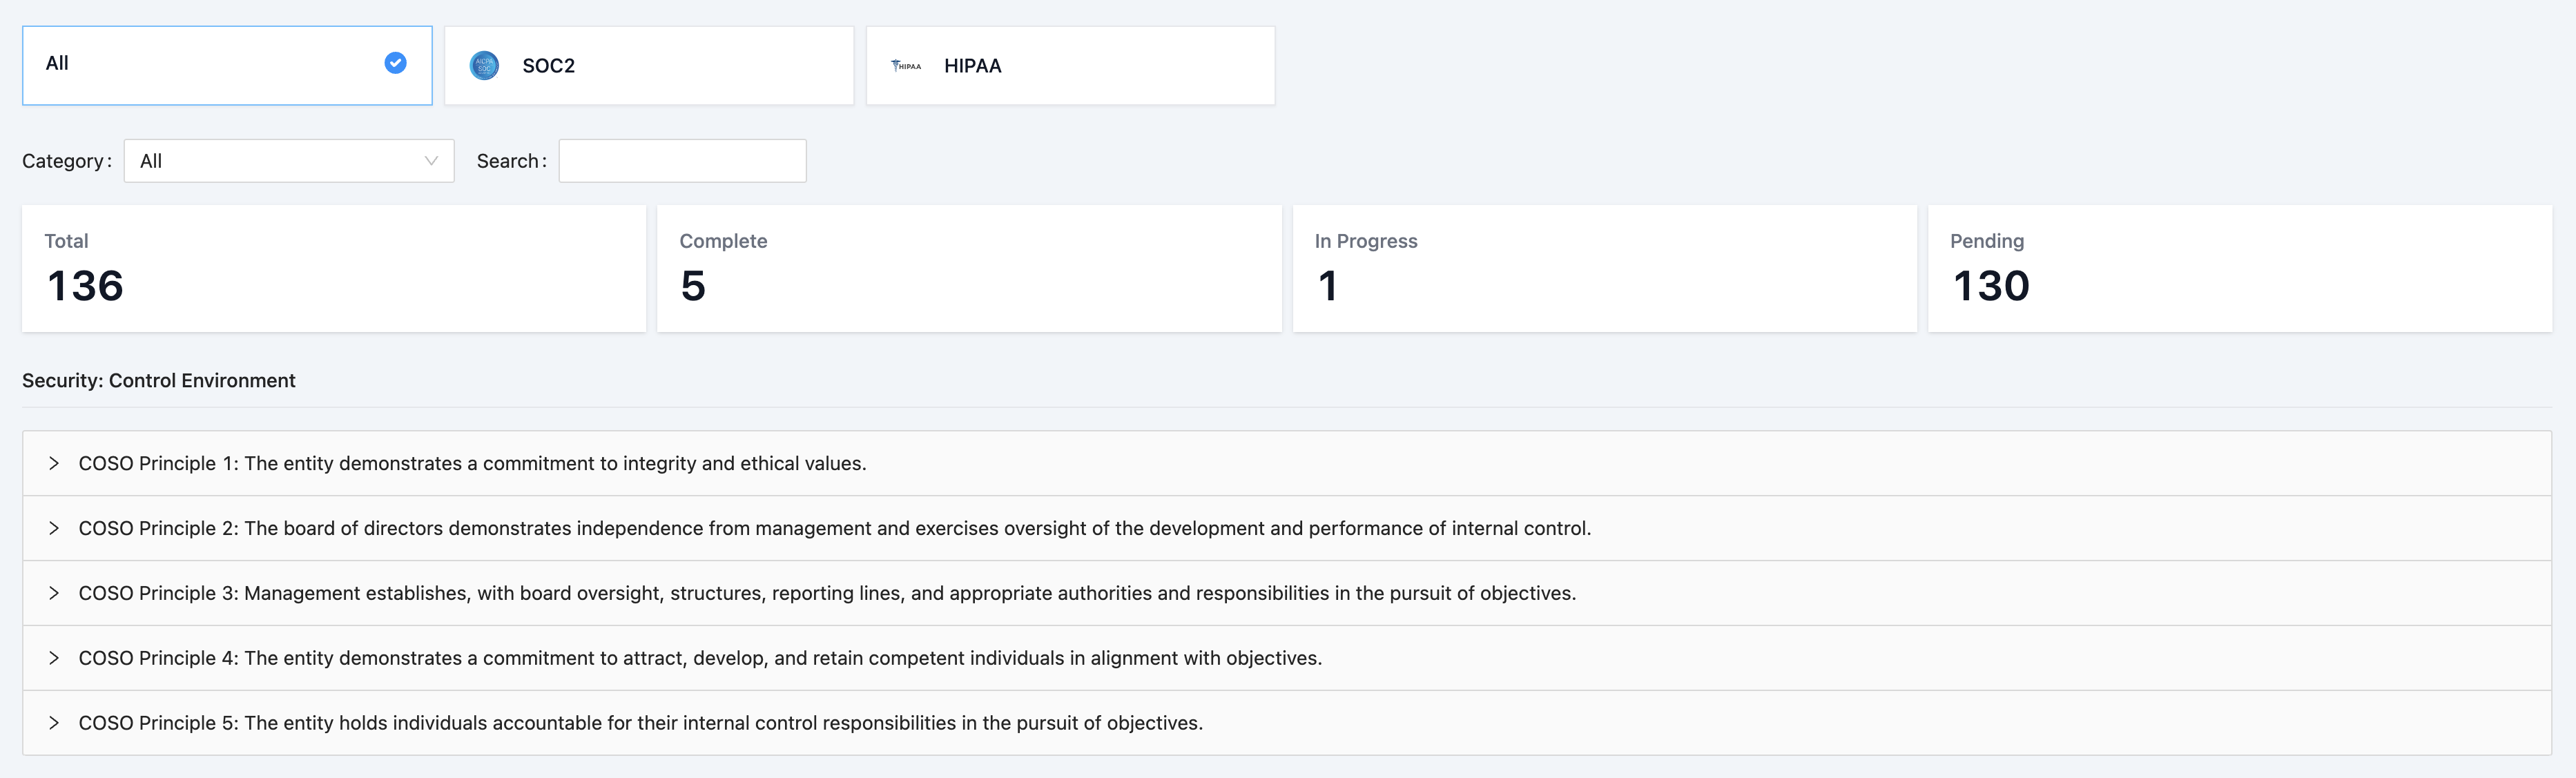 All
AICPA
SOC
SOC2
HIPAA
HIPAA
Category:
All
Search:
Total
136
Complete
5
In Progress
1
Pending
130
Security: Control Environment
COSO Principle 1: The entity demonstrates a commitment to integrity and ethical values.
COSO Principle 2: The board of directors demonstrates independence from management and exercises oversight of the development and performance of internal control.
COSO Principle 3: Management establishes, with board oversight, structures, reporting lines, and appropriate authorities and responsibilities in the pursuit of objectives.
COSO Principle 4: The entity demonstrates a commitment to attract, develop, and retain competent individuals in alignment with objectives.
COSO Principle 5: The entity holds individuals accountable for their internal control responsibilities in the pursuit of objectives.